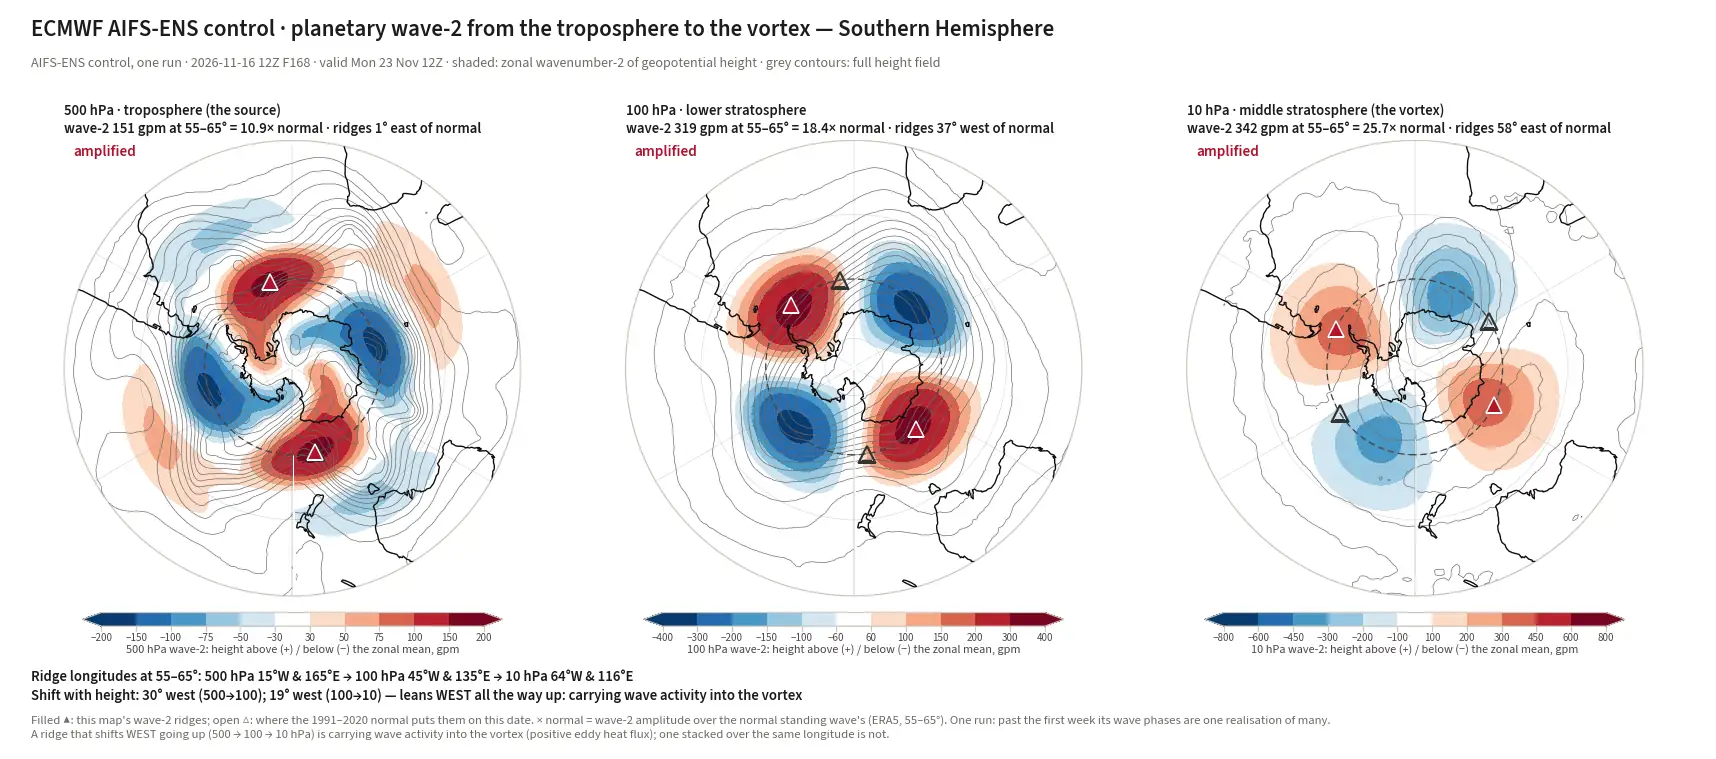 ECMWF AIFS-ENS control · planetary wave-2 from the troposphere to the vortex — Southern Hemisphere
AIFS-ENS control, one run · 2026-11-16 12Z F168 · valid Mon 23 Nov 12Z · shaded: zonal wavenumber-2 of geopotential height · grey contours: full height field
500 hPa · troposphere (the source)
wave-2 151 gpm at 55–65° = 10.9× normal · ridges 1° east of normal
amplified
100 hPa · lower stratosphere
wave-2 319 gpm at 55–65° = 18.4× normal · ridges 37° west of normal
amplified
10 hPa · middle stratosphere (the vortex)
wave-2 342 gpm at 55–65° = 25.7× normal · ridges 58° east of normal
amplified
−200 −150 −100 −75 −50 −30 30 50 75 100 150 200
500 hPa wave-2: height above (+) / below (−) the zonal mean, gpm
−400 −300 −200 −150 −100 −60 60 100 150 200 300 400
100 hPa wave-2: height above (+) / below (−) the zonal mean, gpm
−800 −600 −450 −300 −200 −100 100 200 300 450 600 800
10 hPa wave-2: height above (+) / below (−) the zonal mean, gpm
Ridge longitudes at 55–65°: 500 hPa 15°W & 165°E → 100 hPa 45°W & 135°E → 10 hPa 64°W & 116°E
Shift with height: 30° west (500→100); 19° west (100→10) — leans WEST all the way up: carrying wave activity into the vortex
Filled ▲: this map's wave-2 ridges; open △: where the 1991–2020 normal puts them on this date. × normal = wave-2 amplitude over the normal standing wave's (ERA5, 55–65°). One run: past the first week its wave phases are one realisation of many.
A ridge that shifts WEST going up (500 → 100 → 10 hPa) is carrying wave activity into the vortex (positive eddy heat flux); one stacked over the same longitude is not.